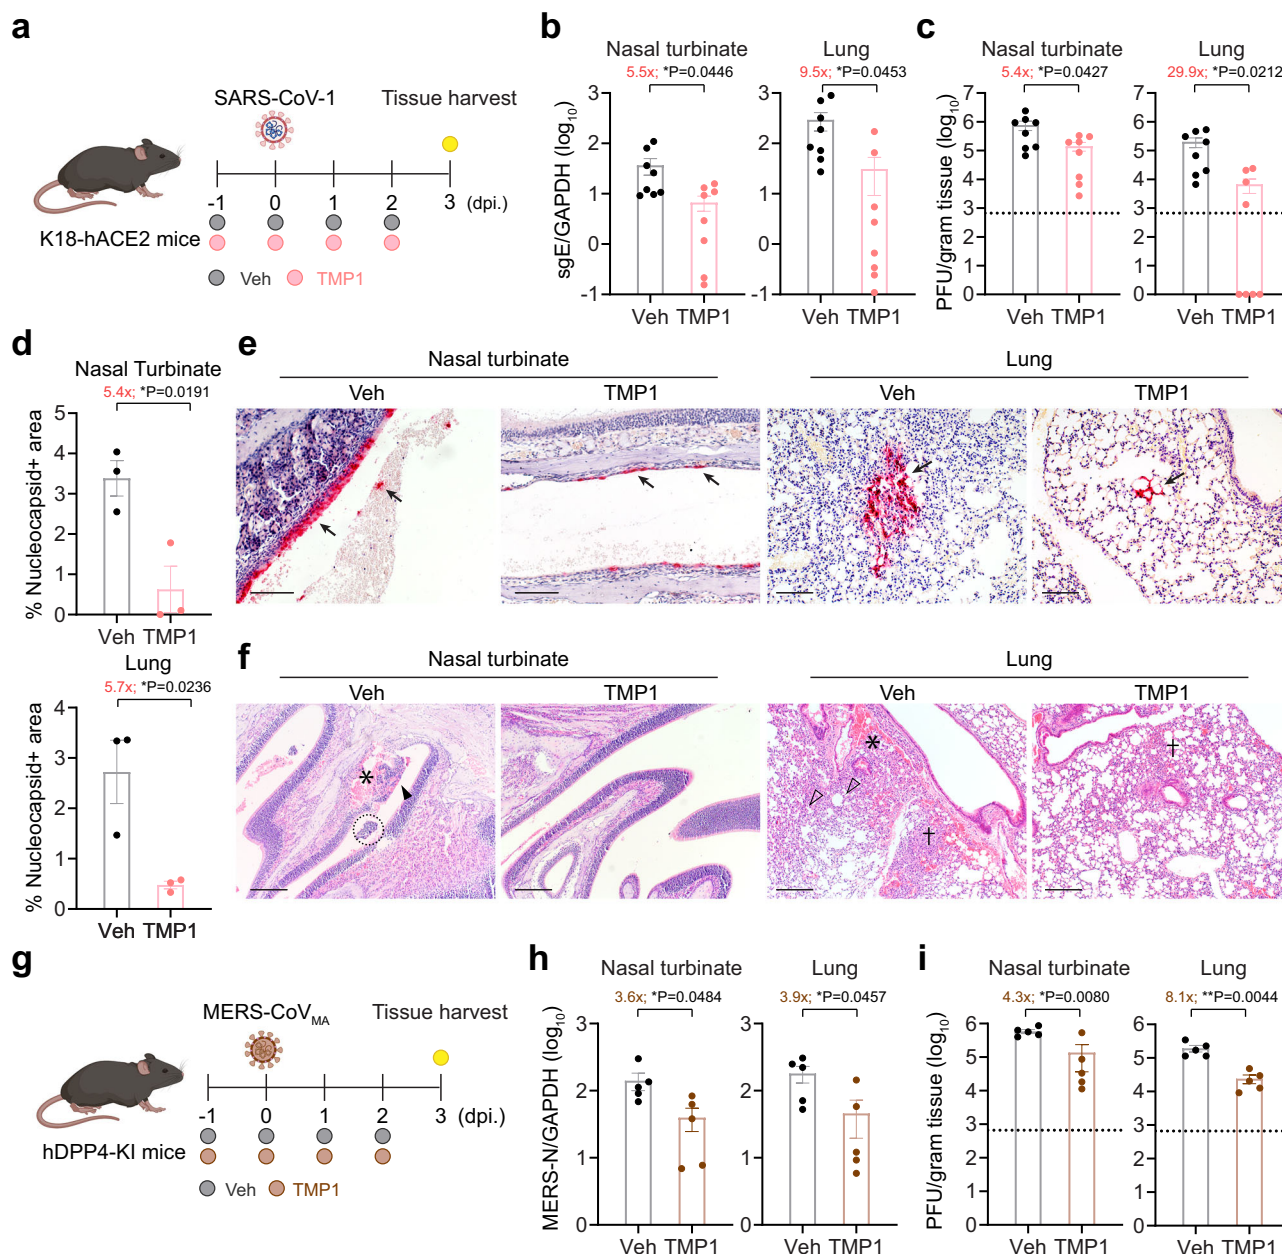 a
SARS-CoV-1
Tissue harvest
-1 0 1 2 3 (dpi.)
K18-hACE2 mice
Veh TMP1
b
Nasal turbinate Lung
5.5x; *P=0.0446 9.5x; *P=0.0453
sgE/GAPDH (log10)
3 3
2 2
1 1
0 0
-1 -1
Veh TMP1 Veh TMP1
c
Nasal turbinate Lung
5.4x; *P=0.0427 29.9x; *P=0.0212
PFU/gram tissue (log10)
7 7
6 6
5 5
4 4
3 3
2 2
1 1
0 0
Veh TMP1 Veh TMP1
d
Nasal Turbinate
5.4x; *P=0.0191
% Nucleocapsid+ area
5
4
3
2
1
0
Veh TMP1
Lung
5.7x; *P=0.0236
% Nucleocapsid+ area
4
3
2
1
0
Veh TMP1
e
Nasal turbinate Lung
Veh TMP1 Veh TMP1
f
Nasal turbinate Lung
Veh TMP1 Veh TMP1
* * † †
g
MERS-CoVMA
Tissue harvest
-1 0 1 2 3 (dpi.)
hDPP4-KI mice
Veh TMP1
h
Nasal turbinate Lung
3.6x; *P=0.0484 3.9x; *P=0.0457
MERS-N/GAPDH (log10)
3 3
2 2
1 1
0 0
Veh TMP1 Veh TMP1
i
Nasal turbinate Lung
4.3x; *P=0.0080 8.1x; **P=0.0044
PFU/gram tissue (log10)
6 6
5 5
4 4
3 3
2 2
1 1
0 0
Veh TMP1 Veh TMP1